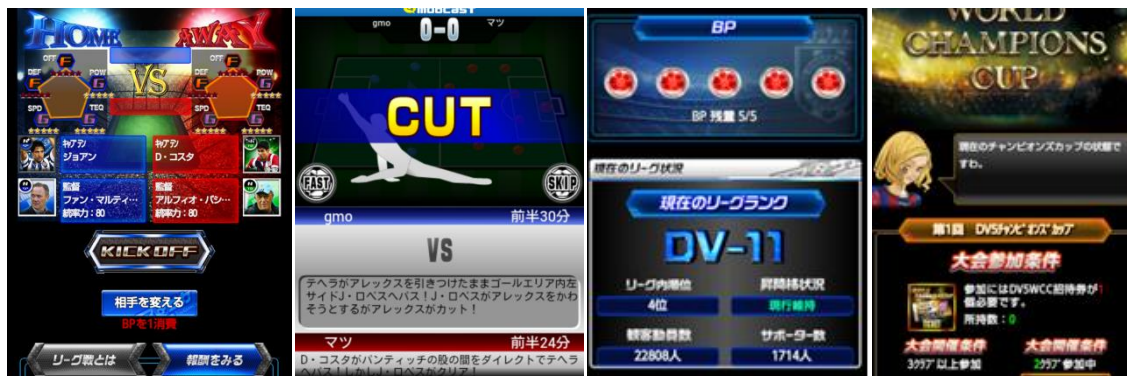 HOME AWAY
OFF
OFF
F
DEF
POW
DEF
POW
F
G
F
G
VS
SPD
TEQ
SPD
TEQ
G
G
G
G
キャプテン
ジョアン
キャプテン
D・コスタ
監督
ファン・マルティ…
統率力:80
監督
アルフィオ・バシ…
統率力:80
KICK OFF
相手を変える
BPを1消費
リーグ戦とは
報酬をみる
mobcast
gmo
0-0
マツ
CUT
FAST
SKIP
gmo
前半30分
VS
テヘラがアレックスを引きつけたままゴールエリア内左
サイドJ・ロペスへパス!J・ロペスがアレックスをかわ
そうとするがアレックスがカット!
マツ
前半24分
D・コスタがパンティッチの股の間をダイレクトでテヘラ
へパス!しかしJ・ロペスがクリア!
BP
BP 残量 5/5
現在のリーグ状況
現在のリーグランク
DV-11
リーグ内順位
昇降格状況
4位
現行維持
観客動員数
サポーター数
22808人
1714人
WORLD
CHAMPIONS
CUP
現在のチャンピオンズカップの状態で
すわ。
第1回 DV5チャンピオンズカップ
大会参加条件
参加にはDV5WCC招待券が1
個必要です。
所持数:0
大会開催条件
大会開催条件
3クラブ以上参加
2クラブ参加中